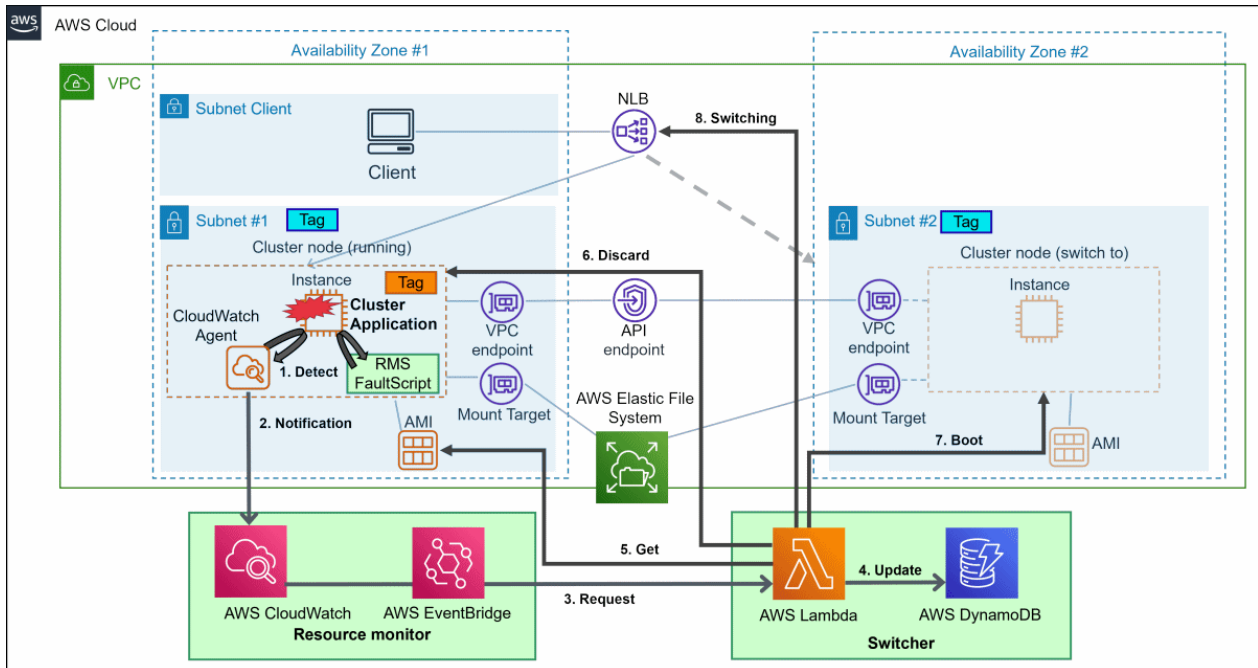 aws
AWS Cloud
Availability Zone #1
Availability Zone #2
VPC
Subnet Client
Client
NLB
8. Switching
Subnet #1
Tag
Cluster node (running)
Instance
Tag
Cluster
Application
CloudWatch
Agent
1. Detect
RMS
FaultScript
2. Notification
AMI
VPC
endpoint
Mount Target
6. Discard
API
endpoint
AWS Elastic File
System
Subnet #2
Tag
Cluster node (switch to)
Instance
VPC
endpoint
Mount Target
7. Boot
AMI
5. Get
3. Request
4. Update
AWS CloudWatch
AWS EventBridge
Resource monitor
AWS Lambda
AWS DynamoDB
Switcher